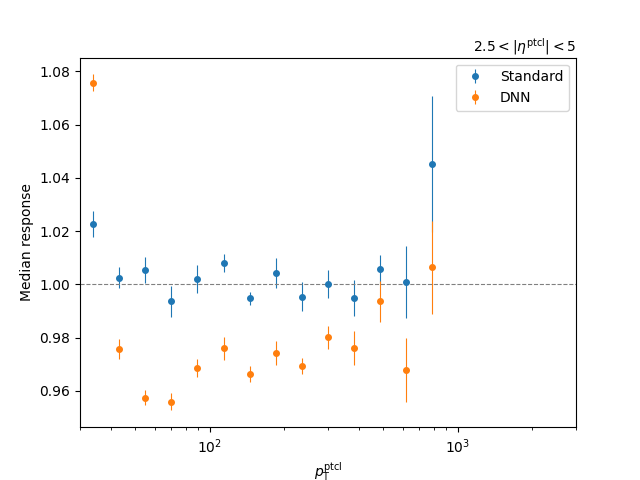 2.5 < |η^ptcl| < 5
Standard
DNN
1.08
1.06
1.04
1.02
1.00
0.98
0.96
Median response
10^2
10^3
p_T^ptcl